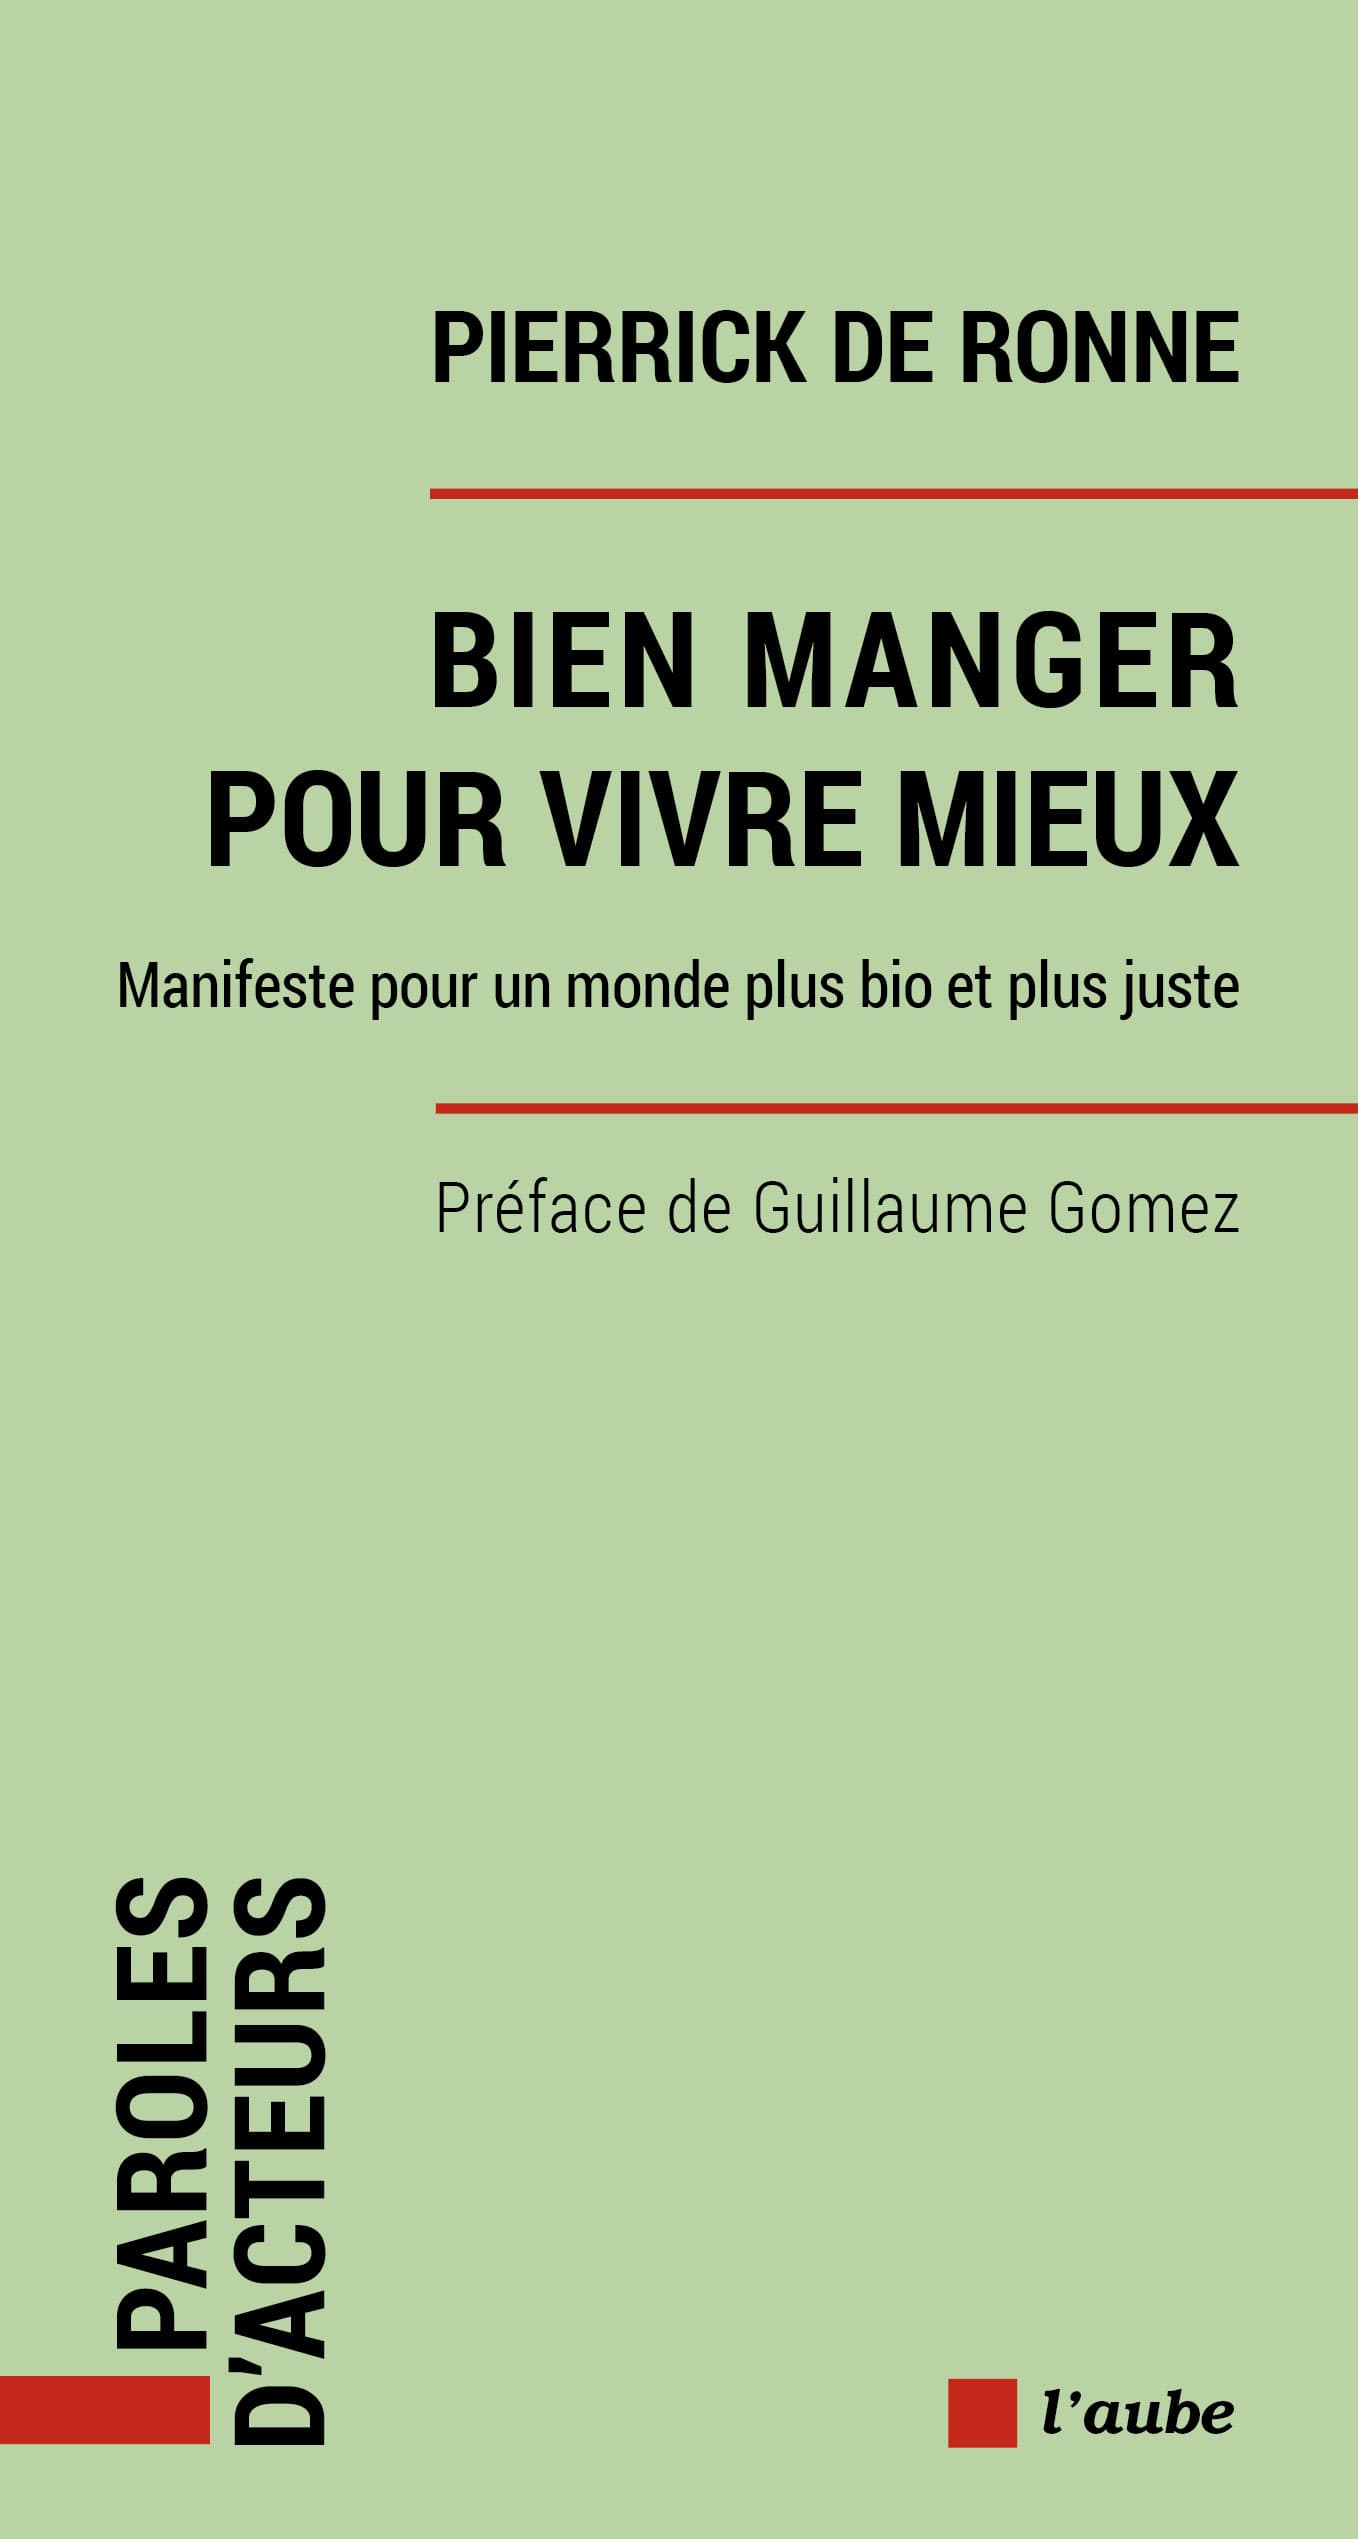 PIERRICK DE RONNE
BIEN MANGER
POUR VIVRE MIEUX
Manifeste pour un monde plus bio et plus juste
Préface de Guillaume Gomez
PAROLES
D’ACTEURS
l’aube